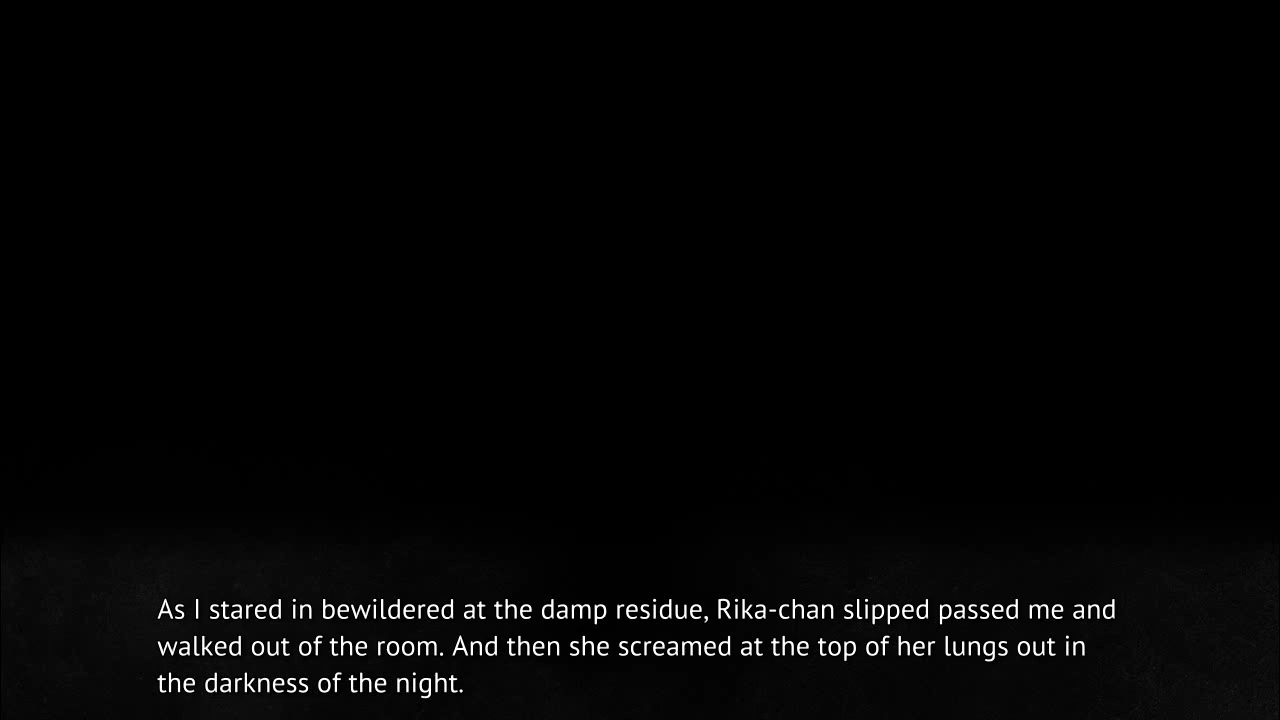 As I stared in bewildered at the damp residue, Rika-chan slipped passed me and
walked out of the room. And then she screamed at the top of her lungs out in
the darkness of the night.